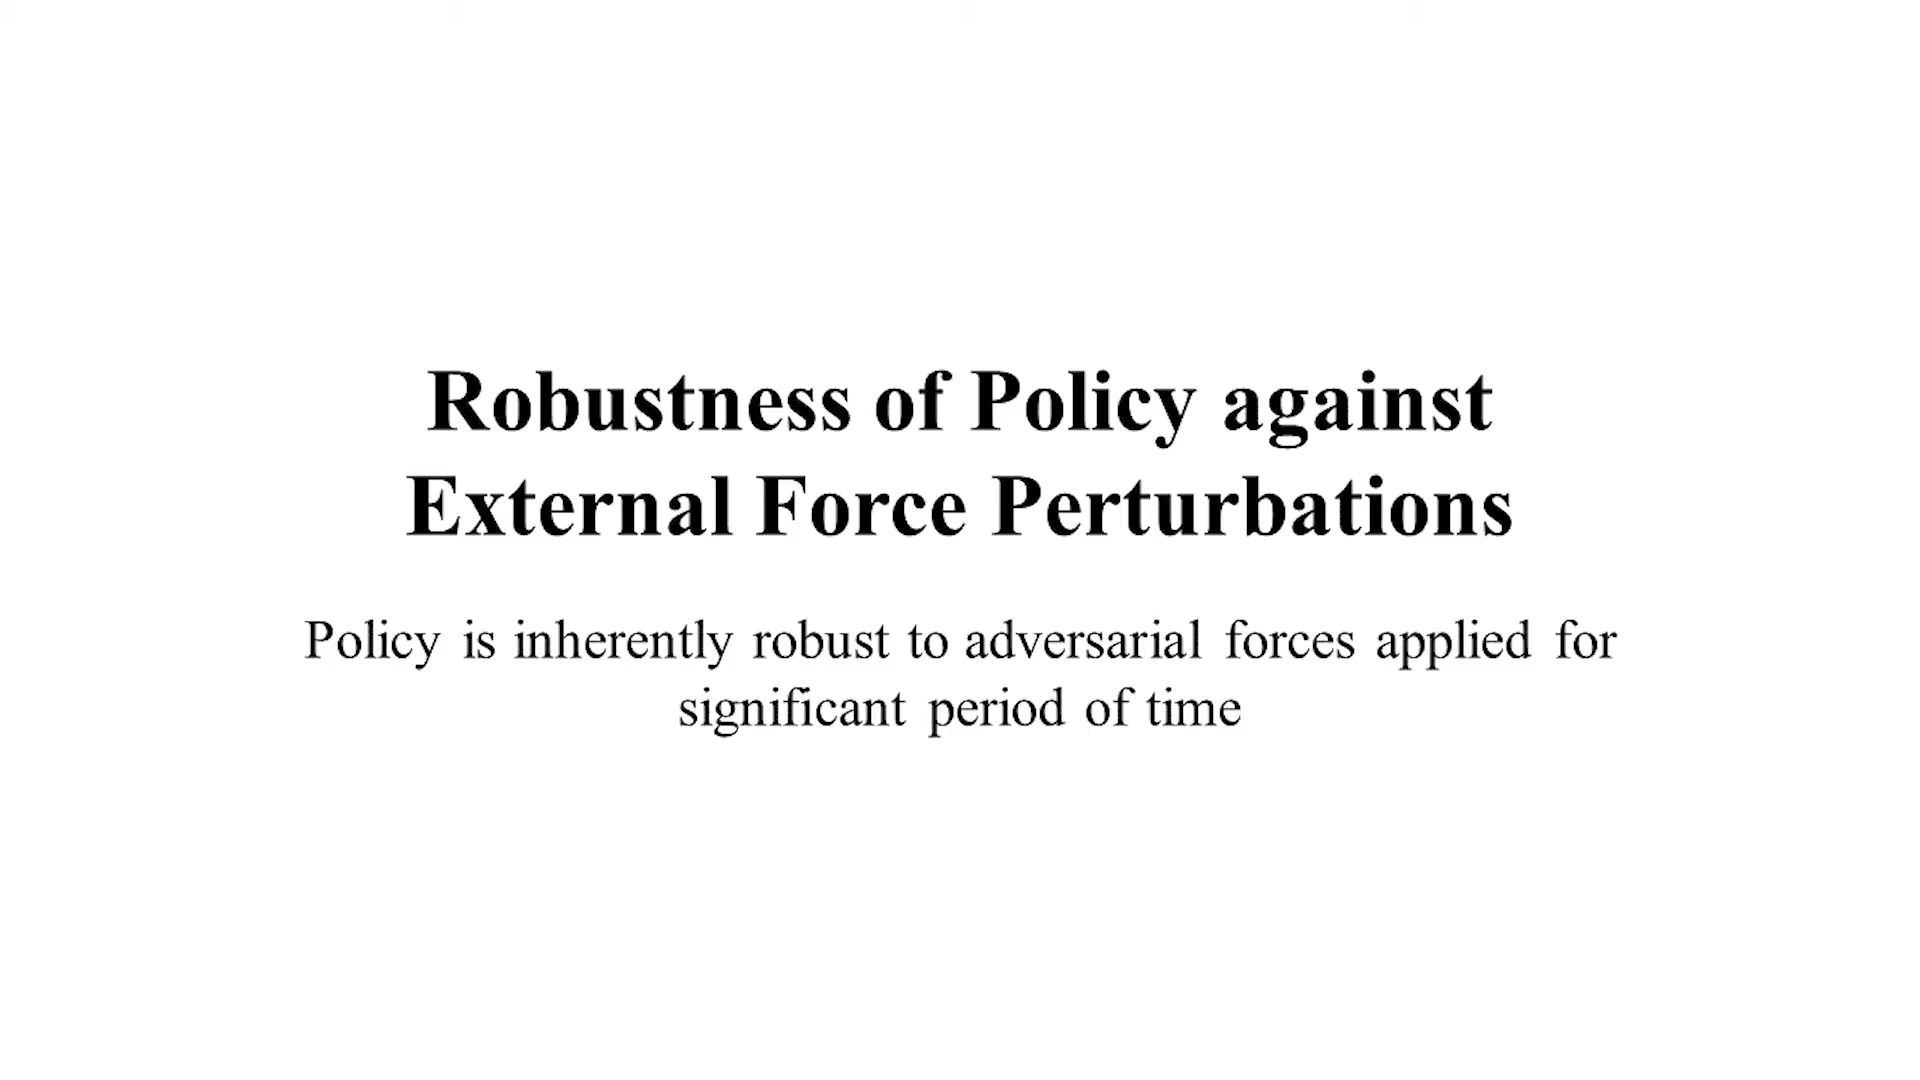 Robustness of Policy against
External Force Perturbations
Policy is inherently robust to adversarial forces applied for
significant period of time